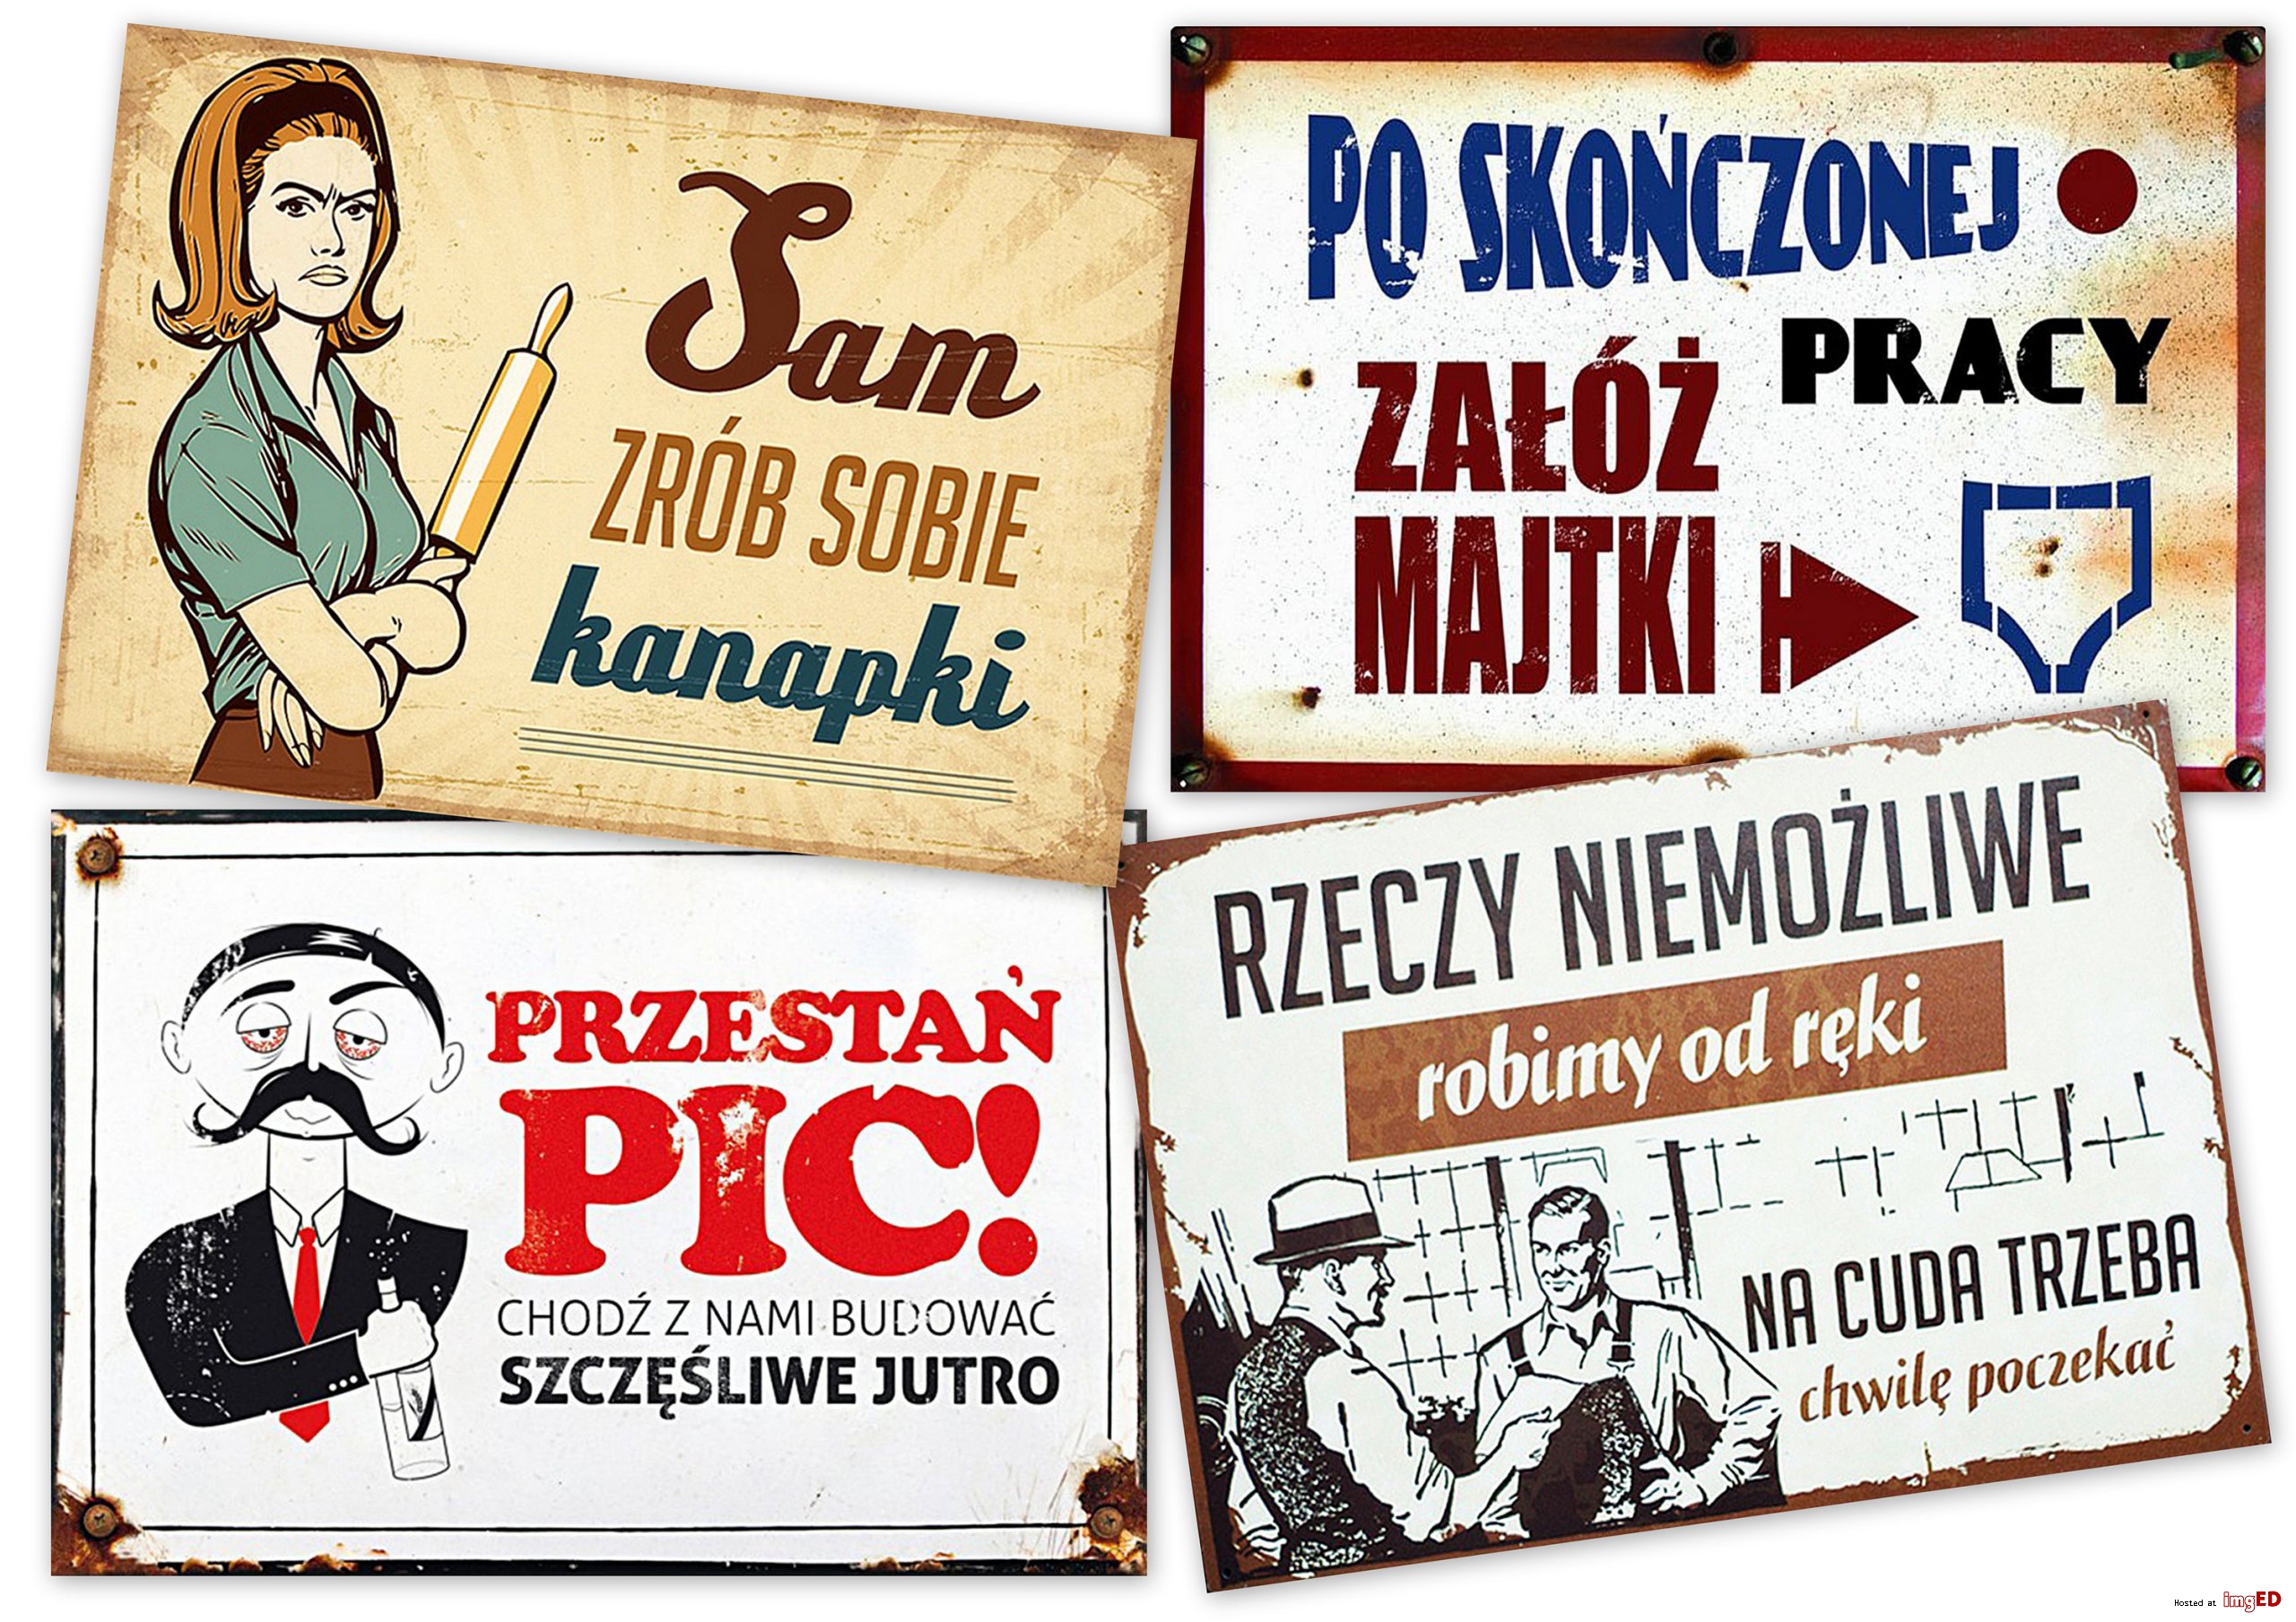 Sam
ZRÓB SOBIE
kanapki
PO SKOŃCZONEJ
PRACY
ZAŁÓŻ
MAJTKI
PRZESTAŃ
PIC!
CHODŹ Z NAMI BUDOWAĆ
SZCZĘŚLIWE JUTRO
RZECZY NIEMOŻLIWE
robimy od ręki
NA CUDA TRZEBA
chwilę poczekać
Hosted at imgED